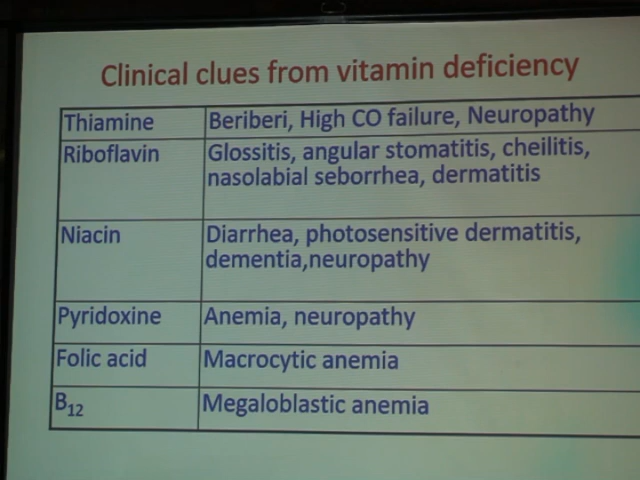 Clinical clues from vitamin deficiency
Thiamine Beriberi, High CO failure, Neuropathy
Riboflavin Glossitis, angular stomatitis, cheilitis,
nasolabial seborrhea, dermatitis
Niacin Diarrhea, photosensitive dermatitis,
dementia,neuropathy
Pyridoxine Anemia, neuropathy
Folic acid Macrocytic anemia
B12 Megaloblastic anemia